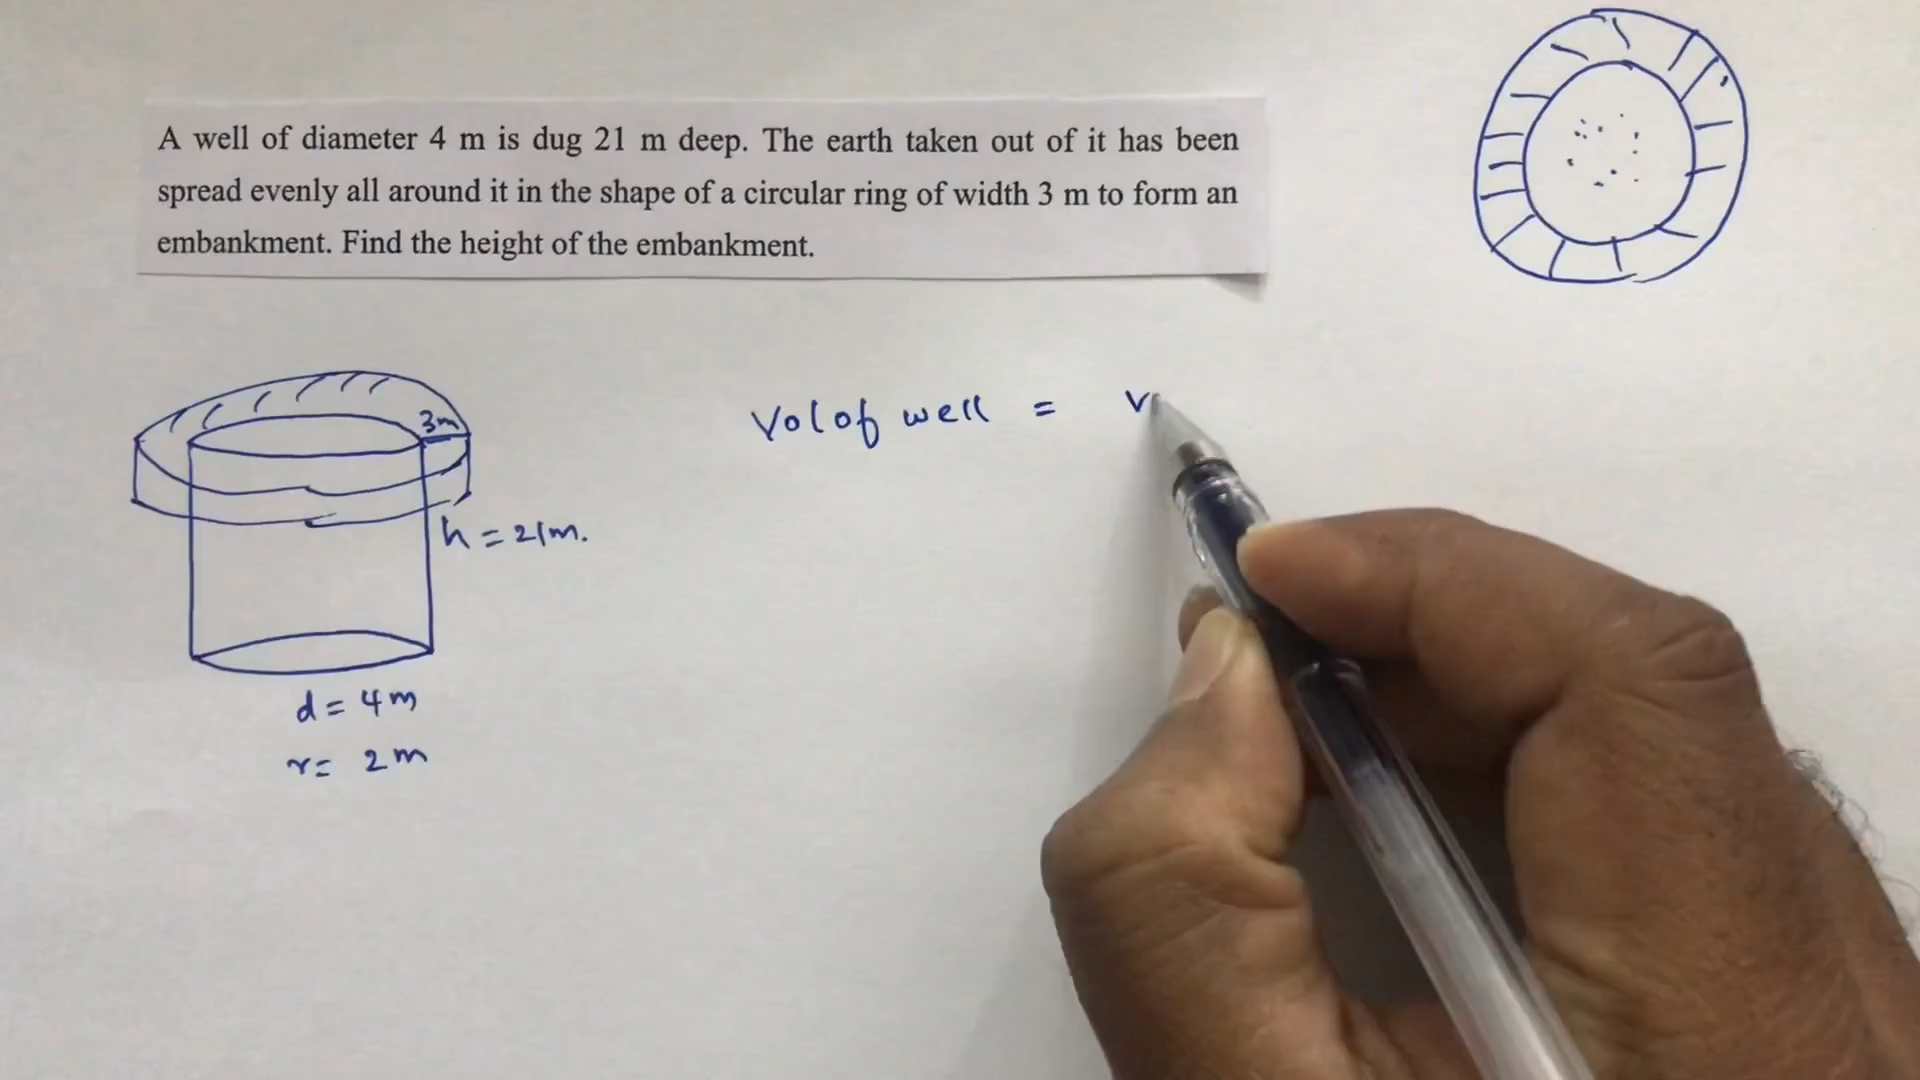 A well of diameter 4 m is dug 21 m deep. The earth taken out of it has been
spread evenly all around it in the shape of a circular ring of width 3 m to form an
embankment. Find the height of the embankment.
3m
Vol of well = v
h = 21m.
d = 4m
r = 2m